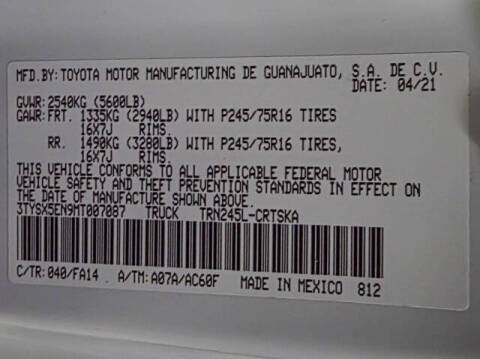 MFD.BY:TOYOTA MOTOR MANUFACTURING DE GUANAJUATO, S.A. DE C.V.
DATE: 04/21
GVWR:2540KG (5600LB)
GAWR:FRT. 1335KG (2940LB) WITH P245/75R16 TIRES
16X7J RIMS.
RR. 1490KG (3280LB) WITH P245/75R16 TIRES,
16X7J RIMS.
THIS VEHICLE CONFORMS TO ALL APPLICABLE FEDERAL MOTOR
VEHICLE SAFETY AND THEFT PREVENTION STANDARDS IN EFFECT ON
THE DATE OF MANUFACTURE SHOWN ABOVE.
3TYSX5EN9MT007087 TRUCK TRN245L-CRTSKA
C/TR:040/FA14 A/TM:A07A/AC60F MADE IN MEXICO 812